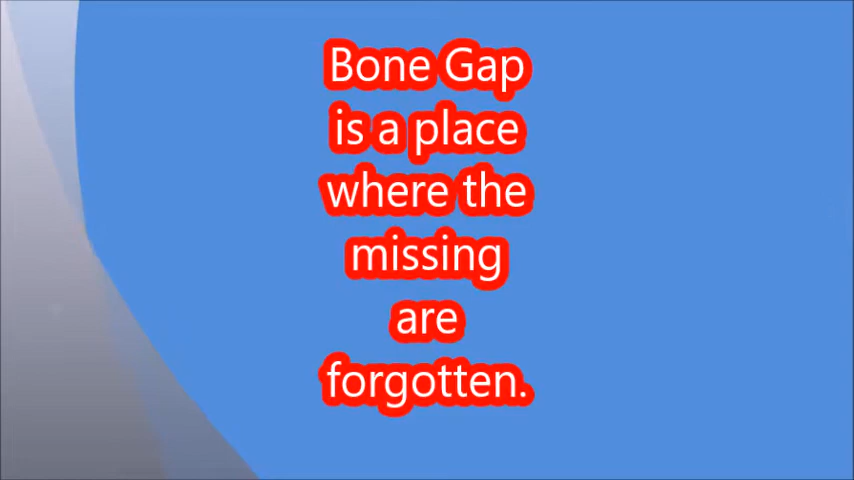 Bone Gap
is a place
where the
missing
are
forgotten.